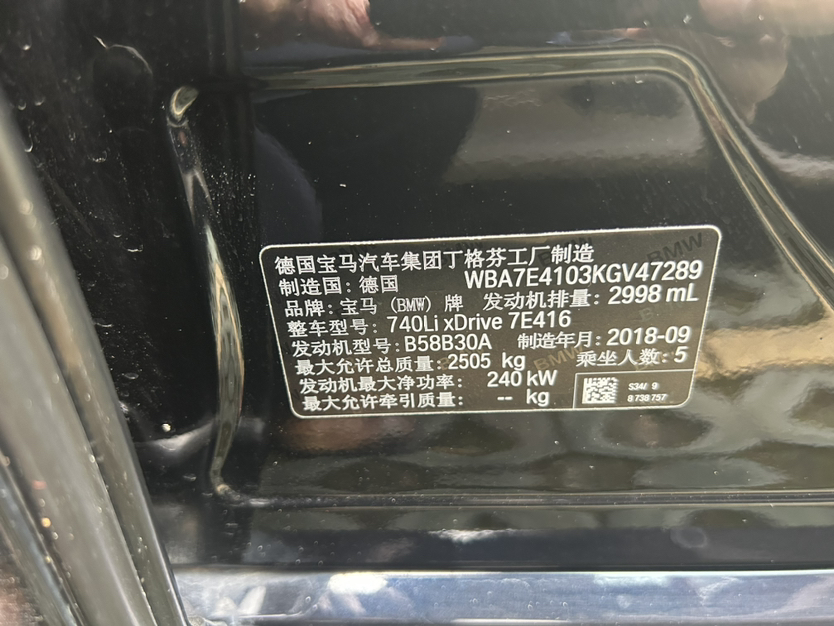 德国宝马汽车集团丁格芬工厂制造
制造国：德国 WBA7E4103KGV47289
品牌：宝马（BMW）牌 发动机排量：2998 mL
整车型号：740Li xDrive 7E416
发动机型号：B58B30A 制造年月：2018-09
最大允许总质量：2505 kg 乘坐人数：5
发动机最大净功率： 240 kW
最大允许牵引质量： -- kg
8 738 757